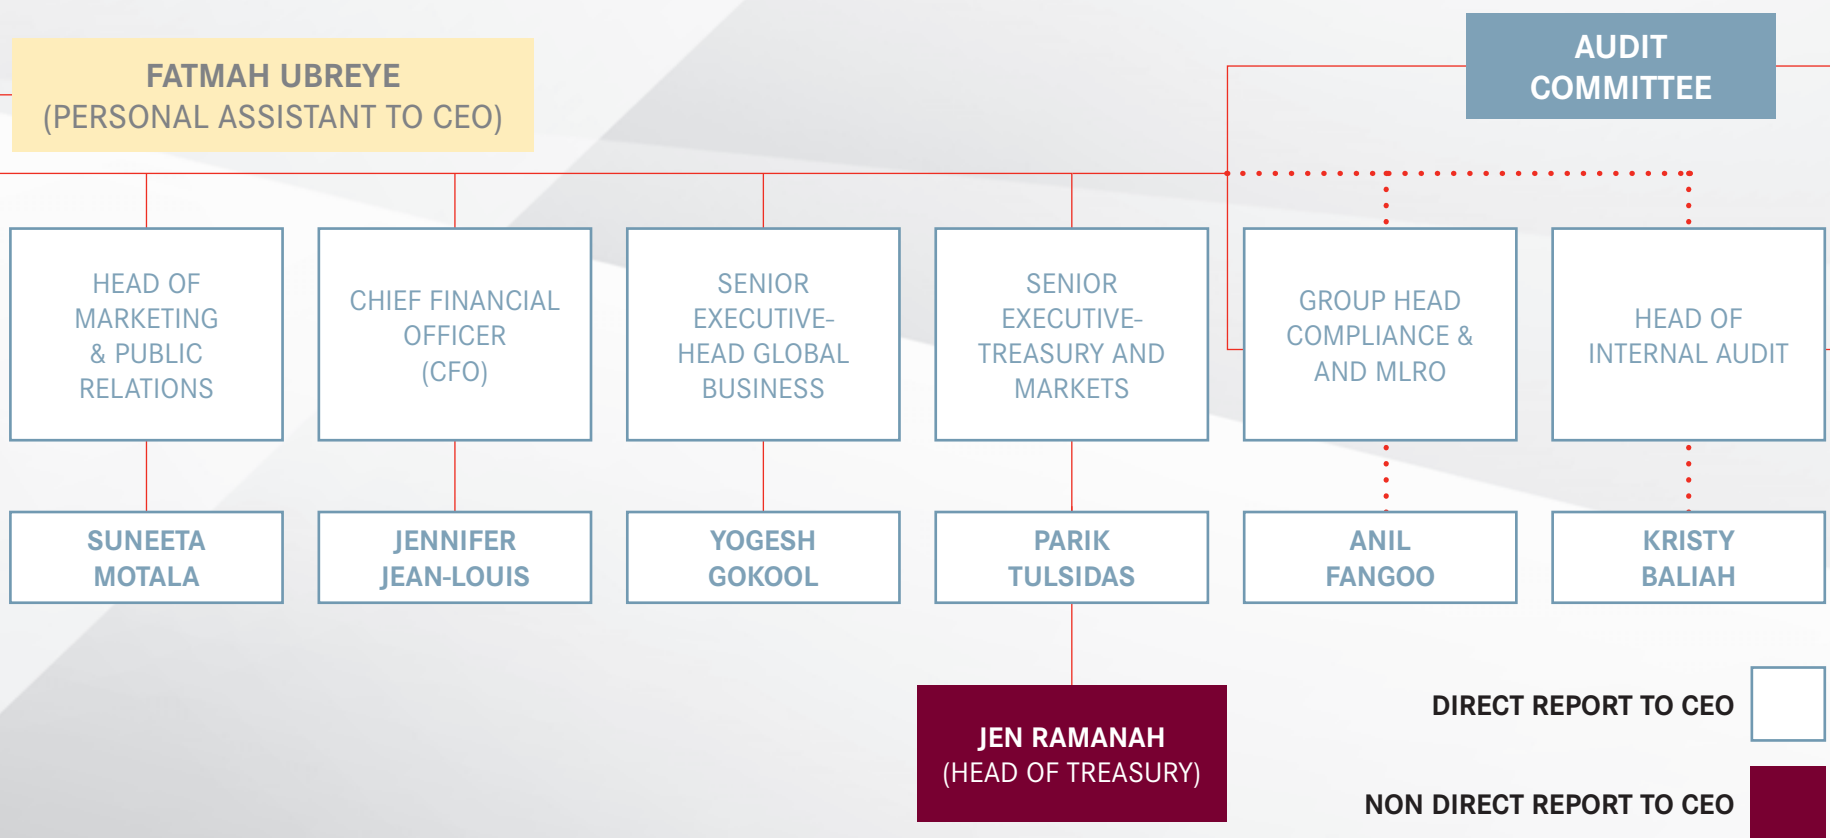 FATMAH UBREYE
(PERSONAL ASSISTANT TO CEO)
AUDIT
COMMITTEE
HEAD OF
MARKETING
& PUBLIC
RELATIONS
CHIEF FINANCIAL
OFFICER
(CFO)
SENIOR
EXECUTIVE-
HEAD GLOBAL
BUSINESS
SENIOR
EXECUTIVE-
TREASURY AND
MARKETS
GROUP HEAD
COMPLIANCE &
AND MLRO
HEAD OF
INTERNAL AUDIT
SUNEETA
MOTALA
JENNIFER
JEAN-LOUIS
YOGESH
GOKOOL
PARIK
TULSIDAS
ANIL
FANGOO
KRISTY
BALIAH
JEN RAMANAH
(HEAD OF TREASURY)
DIRECT REPORT TO CEO
NON DIRECT REPORT TO CEO